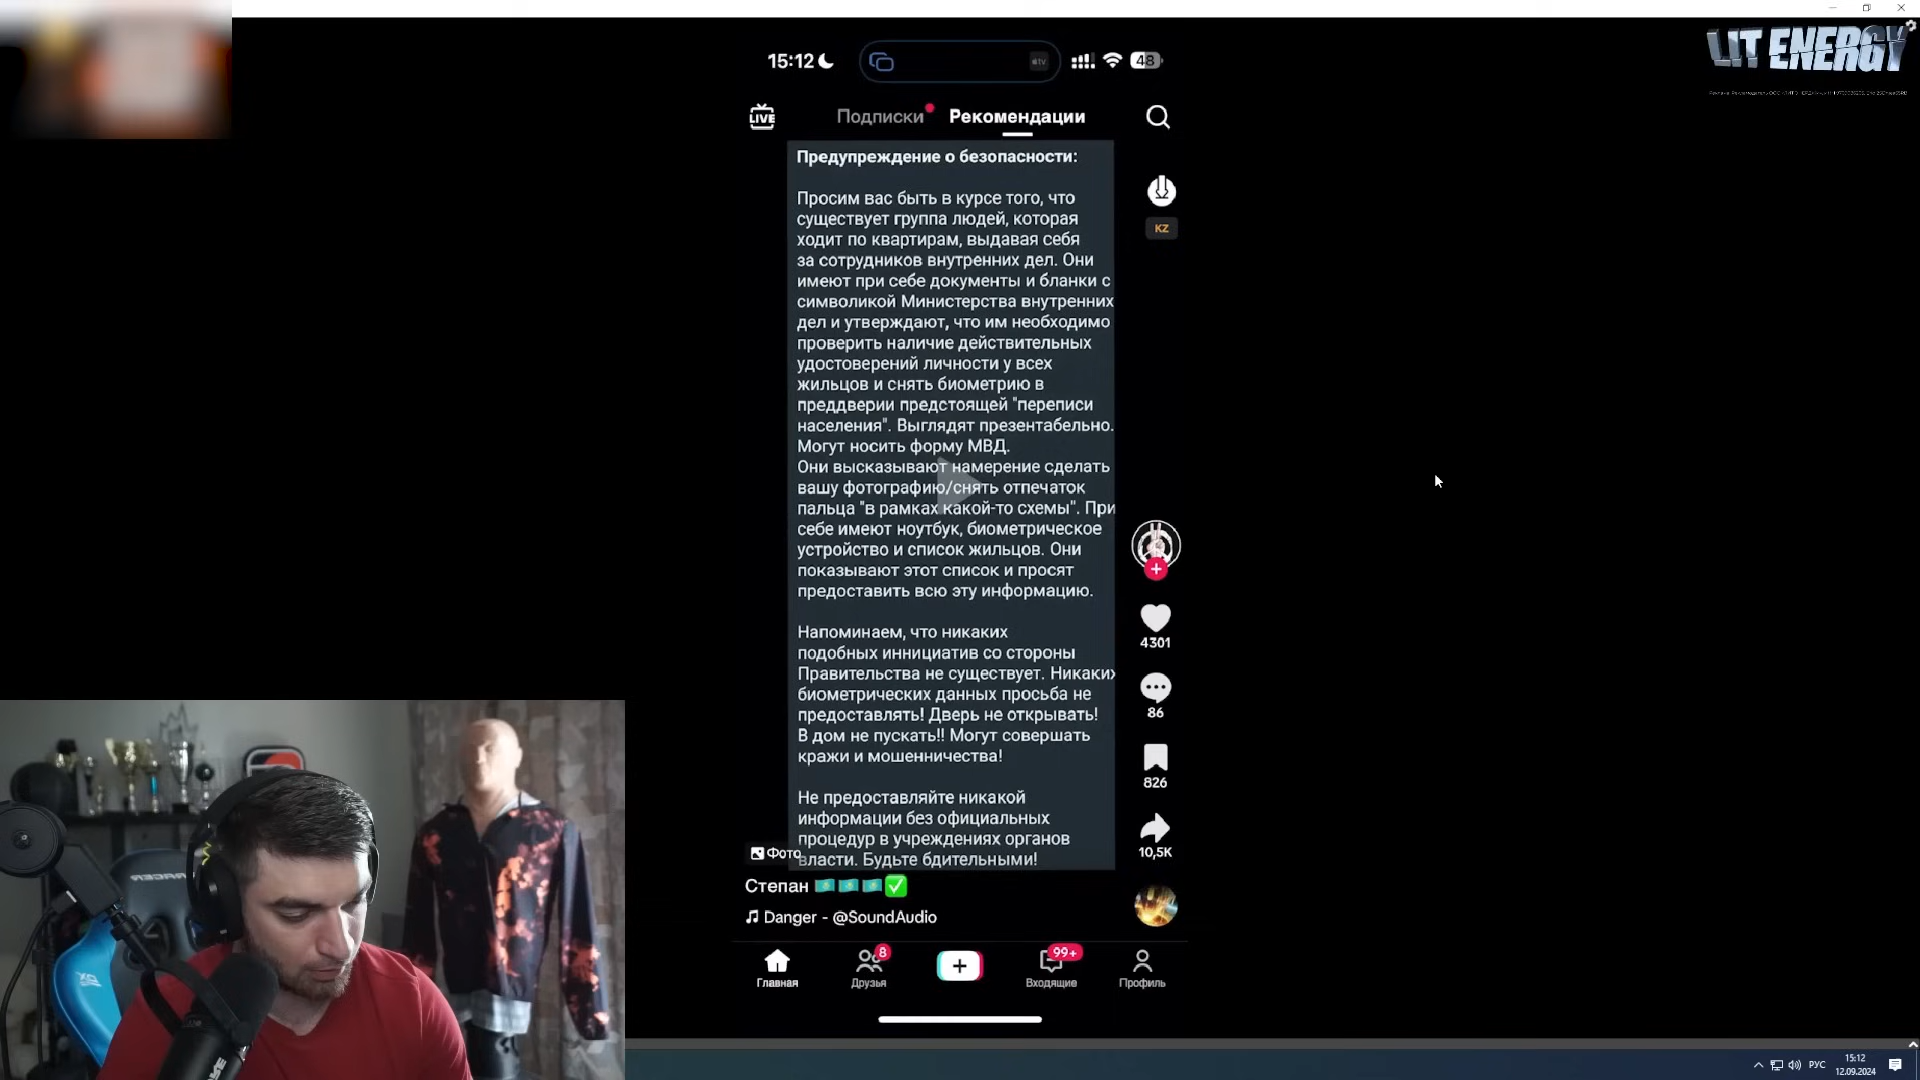 LIT ENERGY
15:12
tv
48
LIVE
Подписки
Рекомендации
Предупреждение о безопасности:
Просим вас быть в курсе того, что
существует группа людей, которая
ходит по квартирам, выдавая себя
за сотрудников внутренних дел. Они
имеют при себе документы и бланки с
символикой Министерства внутренних
дел и утверждают, что им необходимо
проверить наличие действительных
удостоверений личности у всех
жильцов и снять биометрию в
преддверии предстоящей "переписи
населения". Выглядят презентабельно.
Могут носить форму МВД.
Они высказывают намерение сделать
вашу фотографию/снять отпечаток
пальца "в рамках какой-то схемы". При
себе имеют ноутбук, биометрическое
устройство и список жильцов. Они
показывают этот список и просят
предоставить всю эту информацию.
Напоминаем, что никаких
подобных иннициатив со стороны
Правительства не существует. Никаких
биометрических данных просьба не
предоставлять! Дверь не открывать!
В дом не пускать!! Могут совершать
кражи и мошенничества!
Не предоставляйте никакой
информации без официальных
процедур в учреждениях органов
власти. Будьте бдительными!
KZ
4301
86
826
10,5K
Фото
Степан
Danger - @SoundAudio
8
99+
Главная
Друзья
Входящие
Профиль
РУС
15:12
12.09.2024